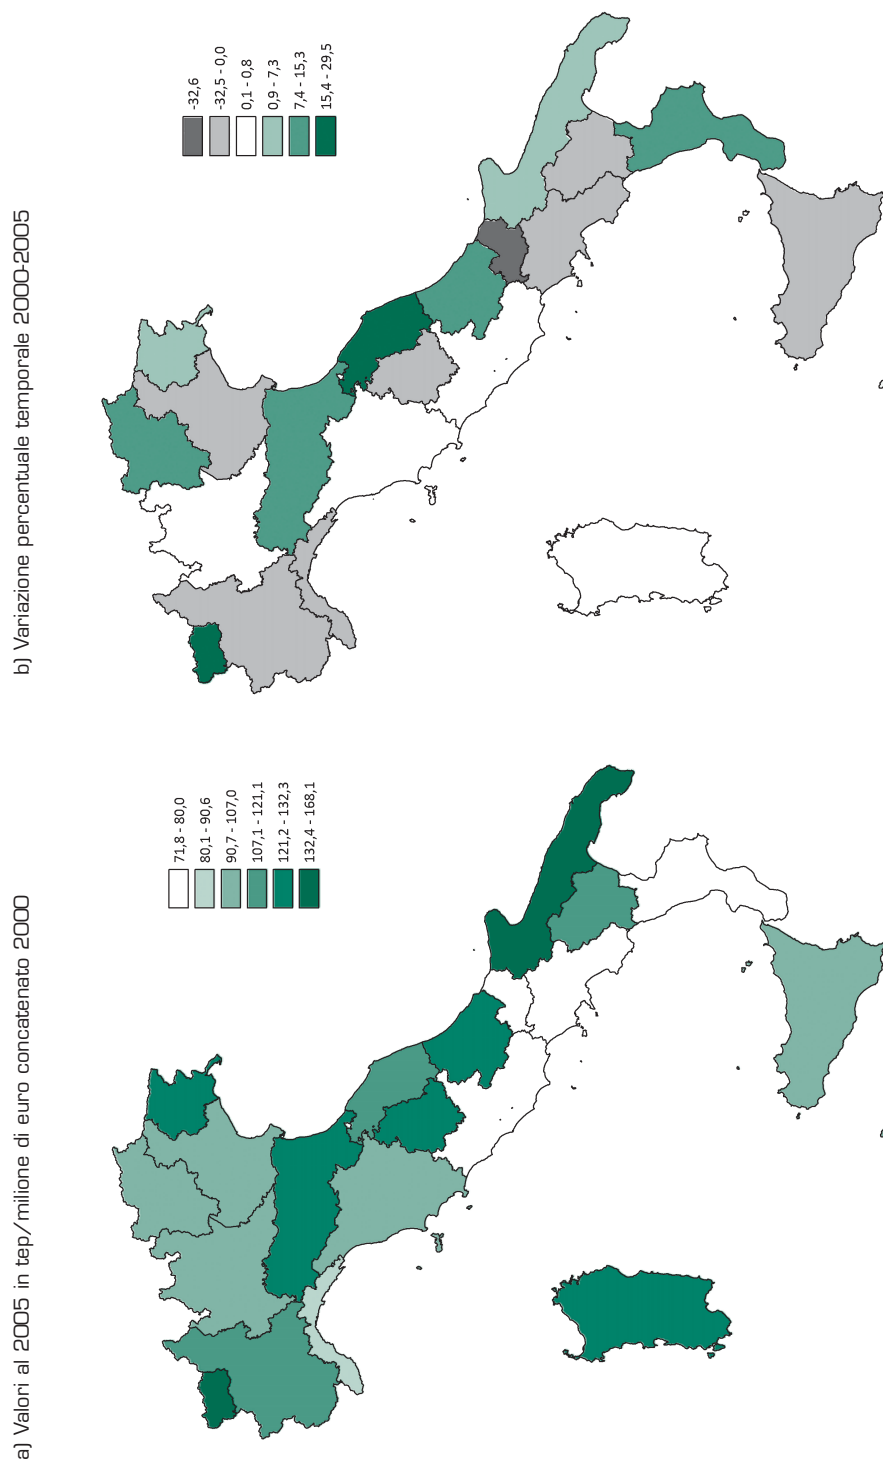 a) Valori al 2005 in tep/milione di euro concatenato 2000
71,8 - 80,0
80,1 - 90,6
90,7 - 107,0
107,1 - 121,1
121,2 - 132,3
132,4 - 168,1
b) Variazione percentuale temporale 2000-2005
-32,6
-32,5 - 0,0
0,1 - 0,8
0,9 - 7,3
7,4 - 15,3
15,4 - 29,5